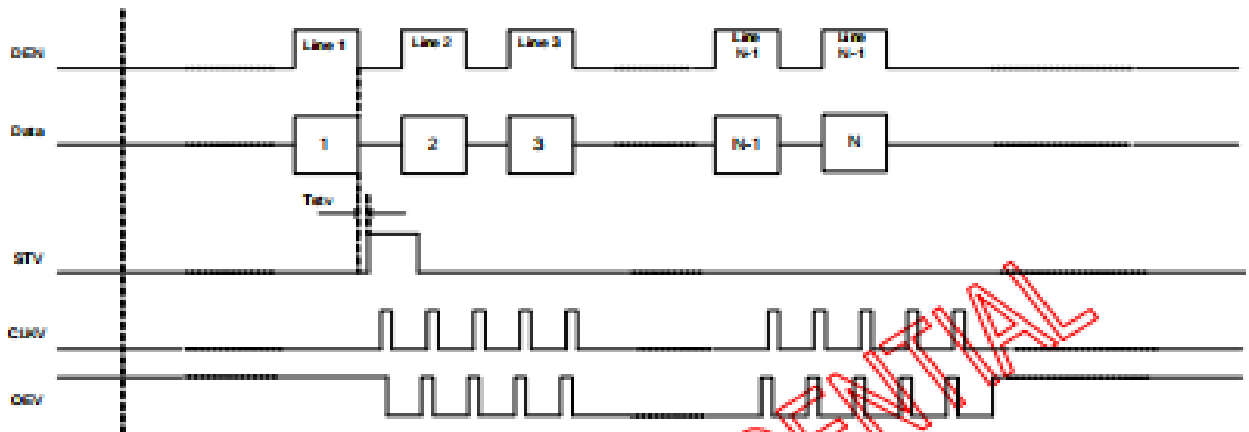 DEN
Line 1
Line 2
Line 3
Line
N-1
Line
N-1
Data
1
2
3
N-1
N
STV
CLKV
OEV
ENTIAL